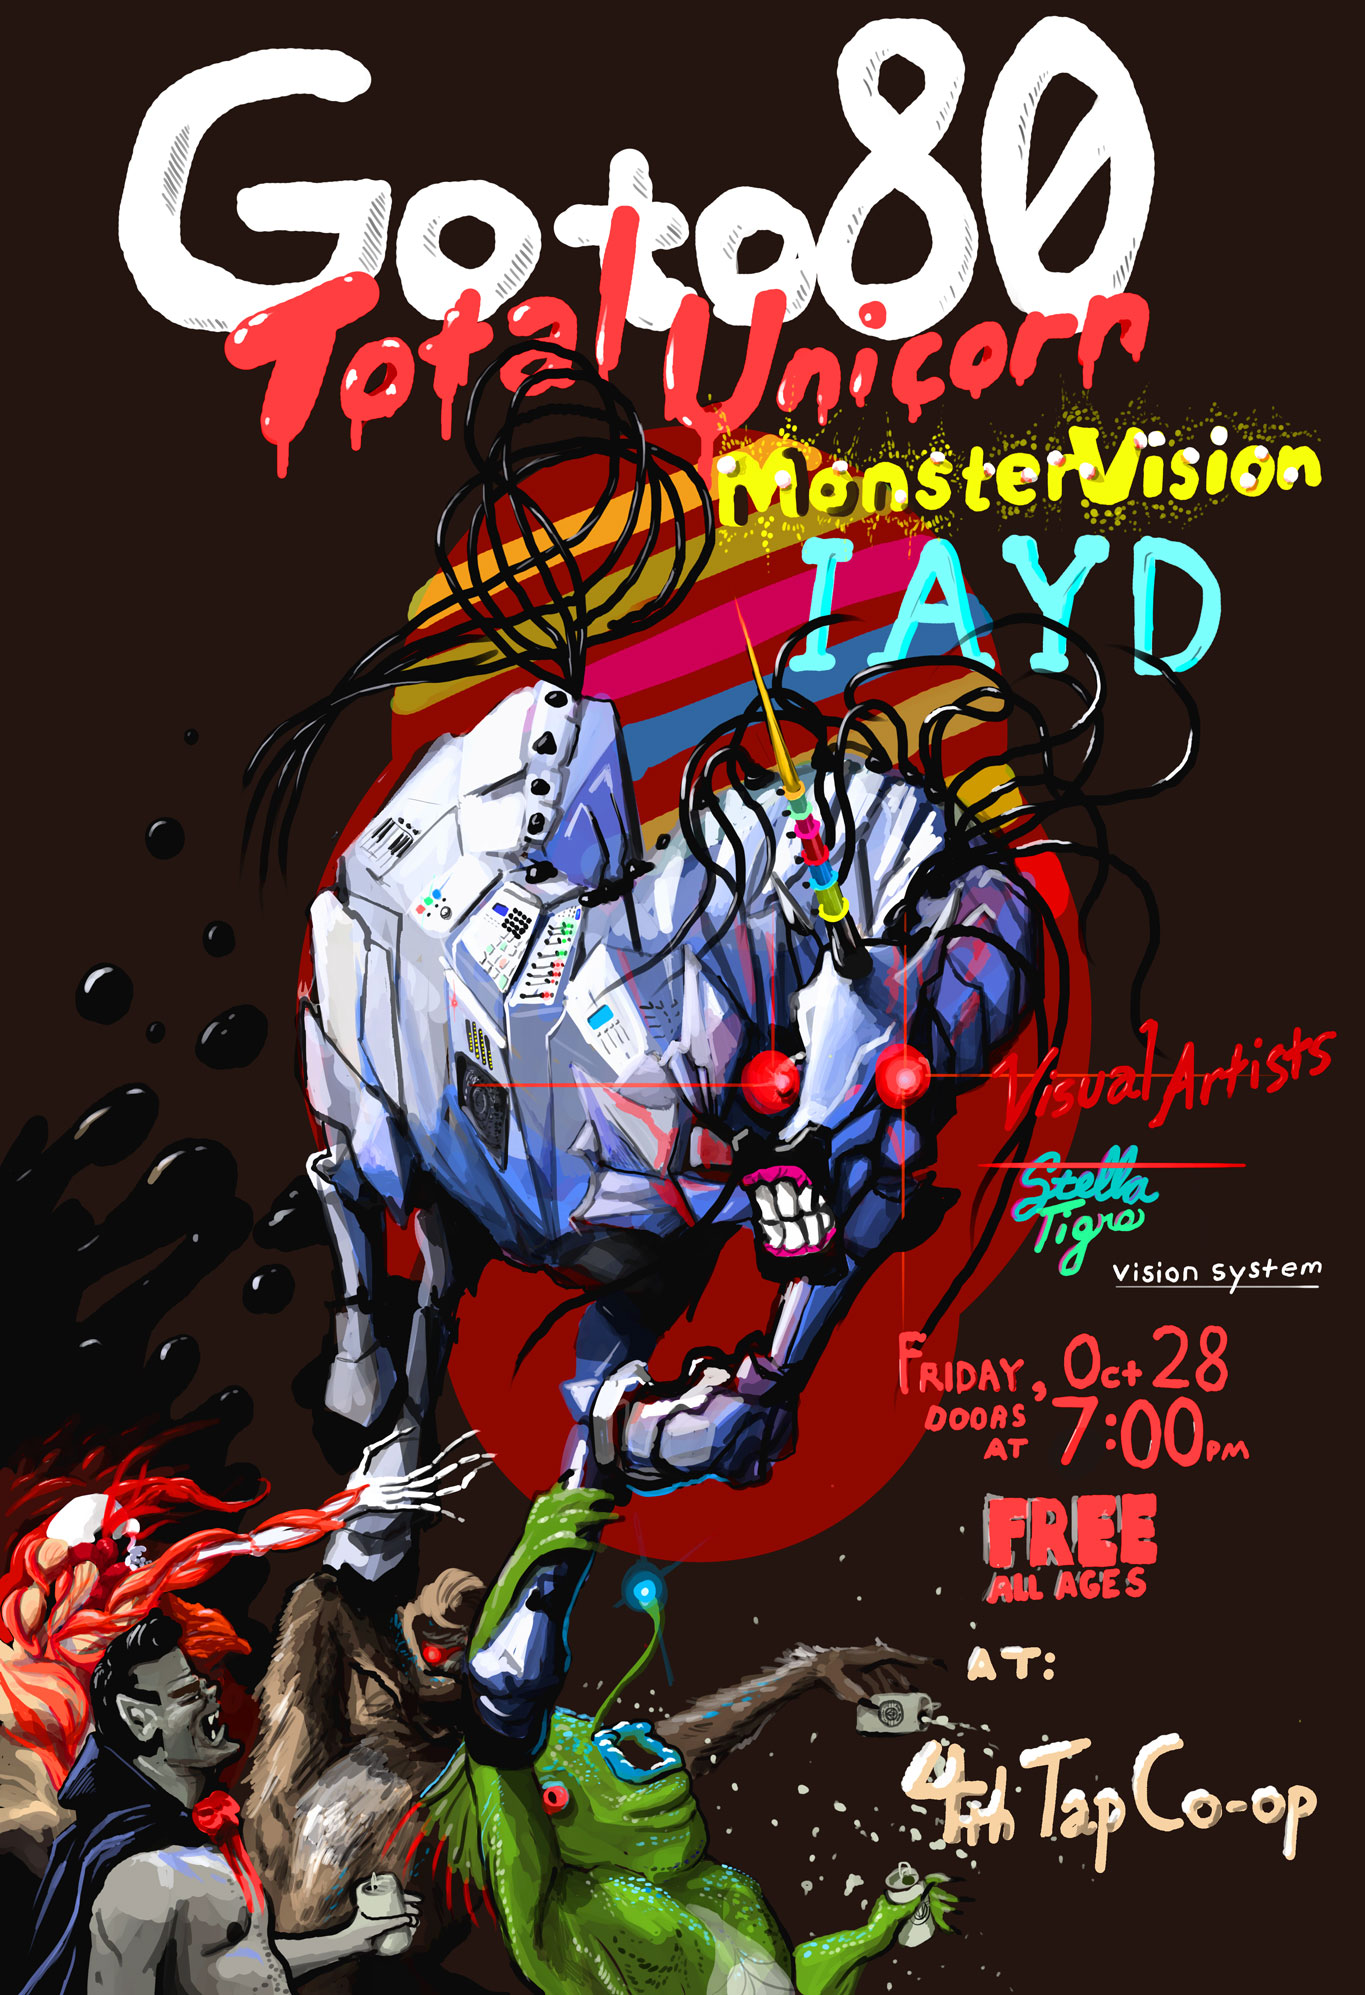 Goto80
Total Unicorn
MonsterVision
IAYD
Visual Artists
Stella
Tigre
vision system
FRIDAY, Oct 28
DOORS
AT 7:00PM
FREE
ALL AGES
AT:
4th Tap Co-op